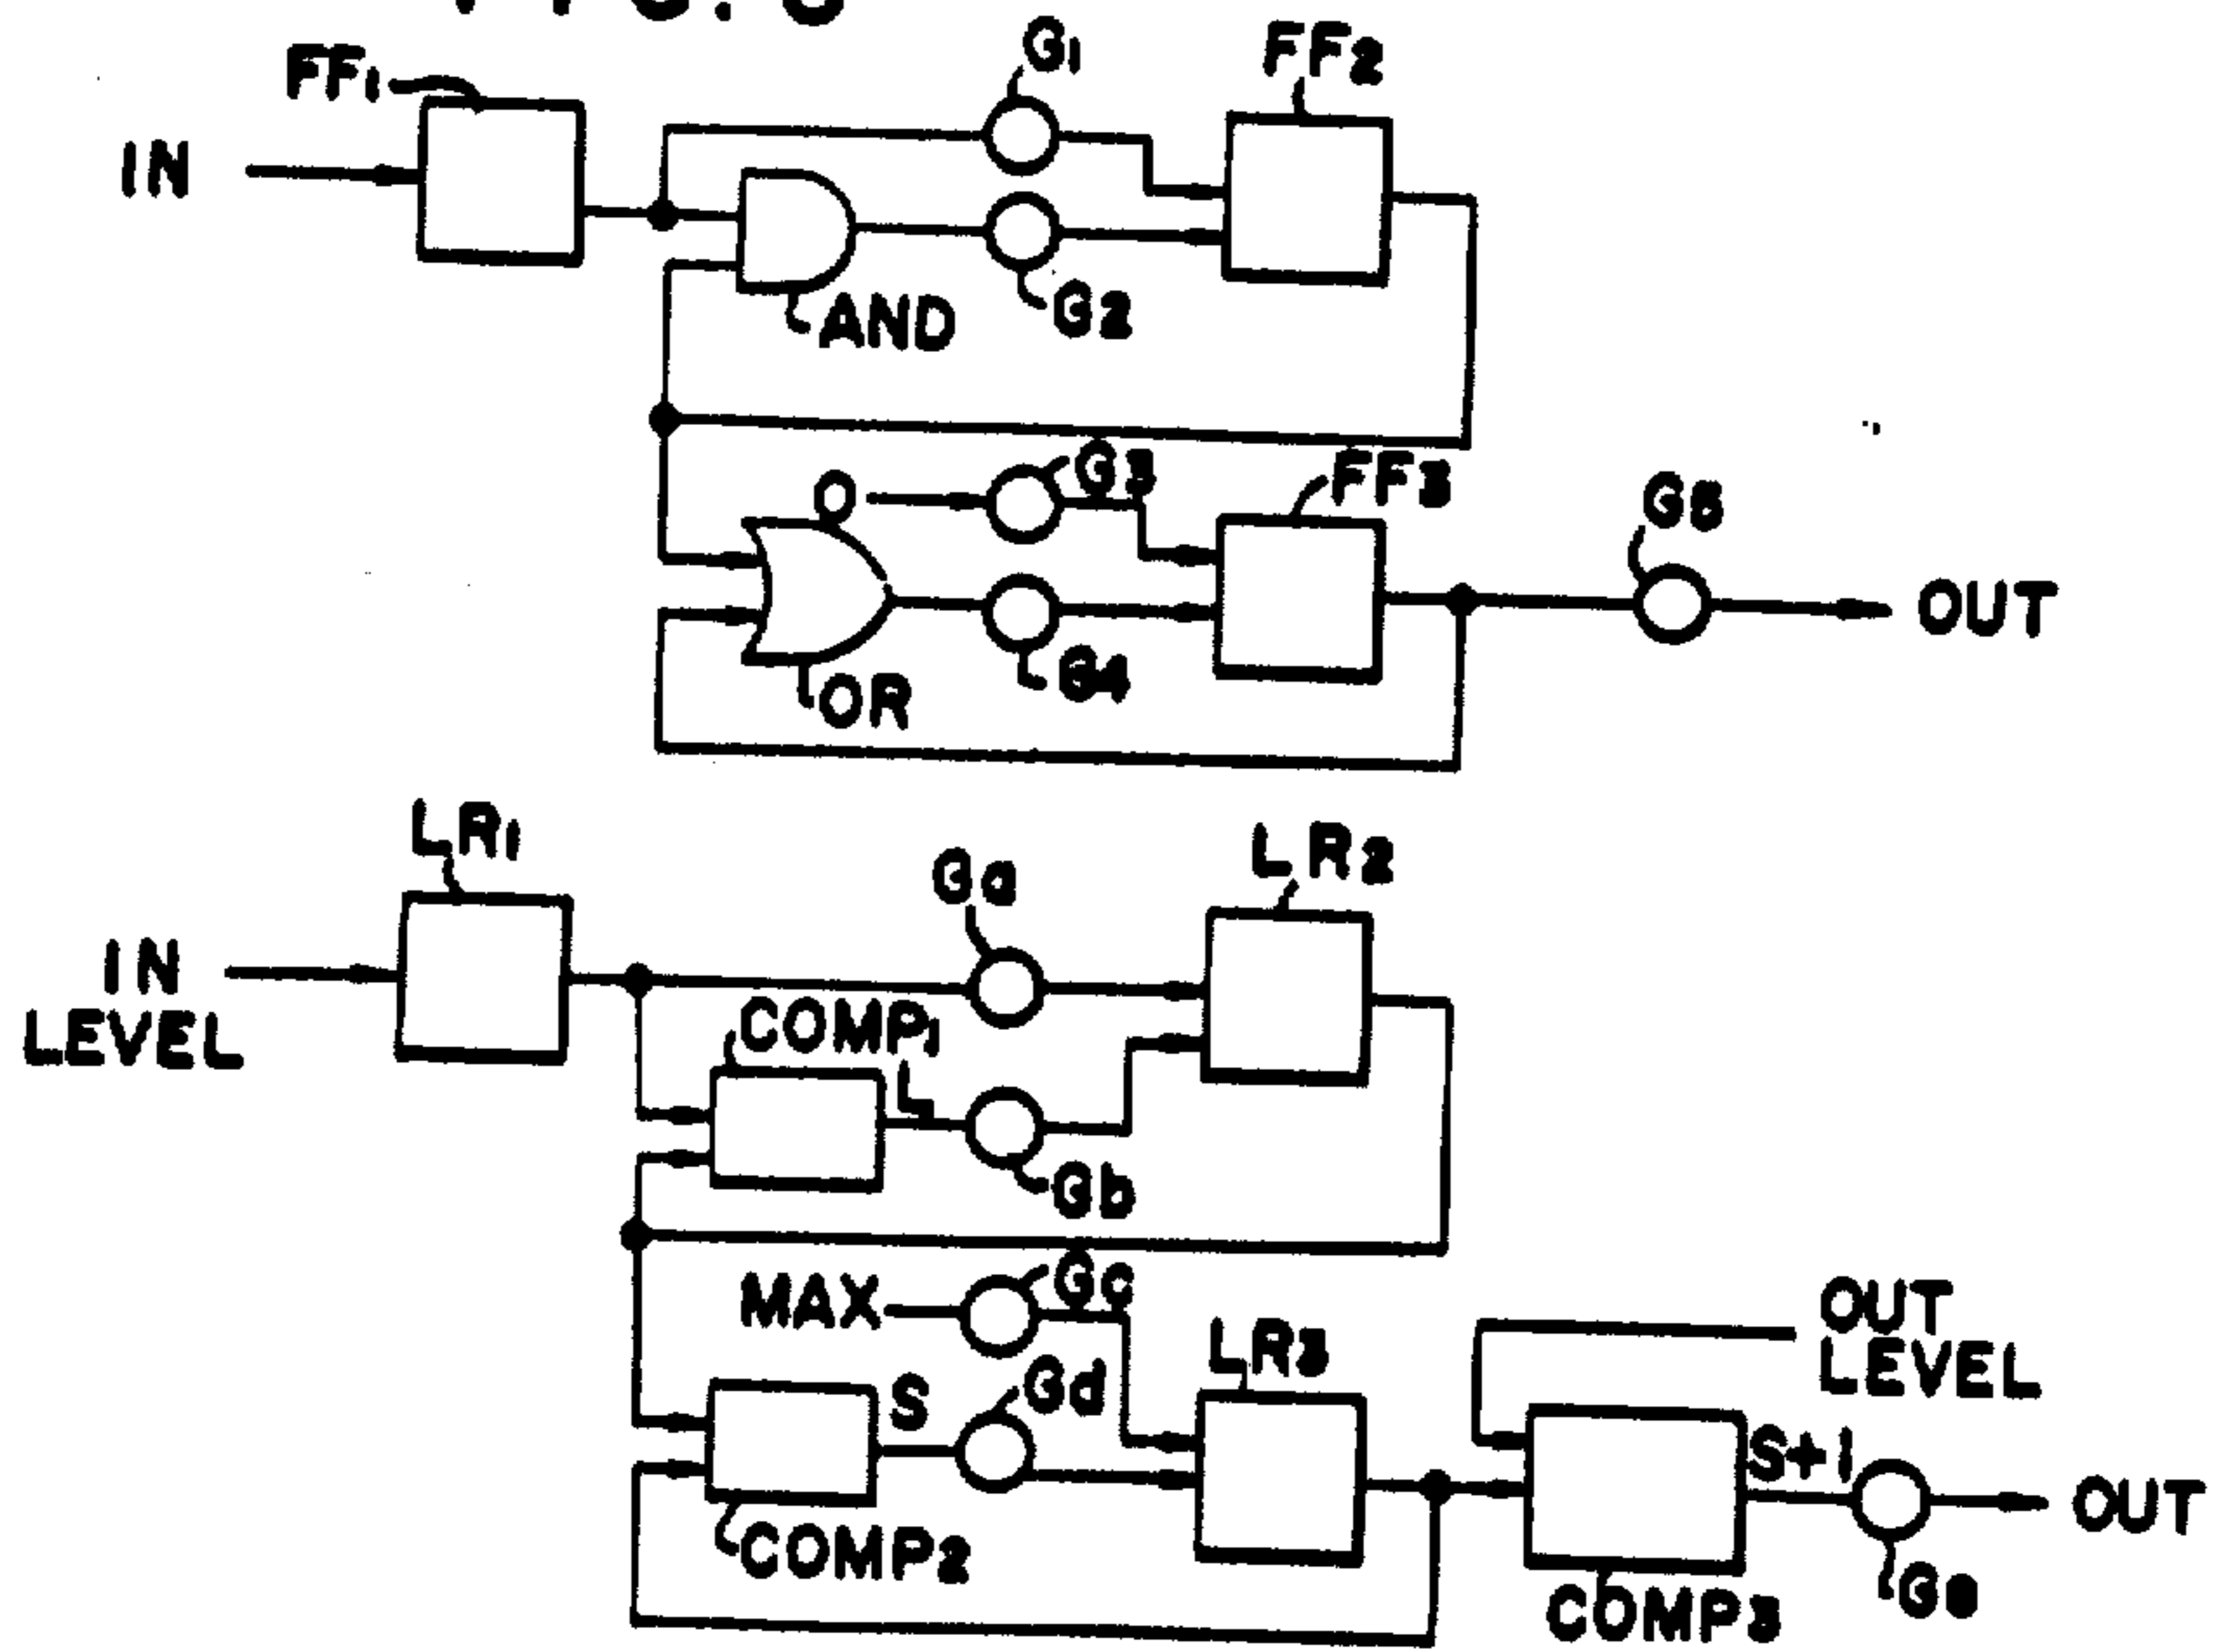 FF1
G1
FF2
IN
AND
G2
O
G3
FF3
G5
OUT
OR
G4
LR1
Ga
LR2
IN
LEVEL
COMP1
L
Gb
MAX
Gc
LR3
OUT
LEVEL
S
Gd
S+1
OUT
COMP2
COMP3